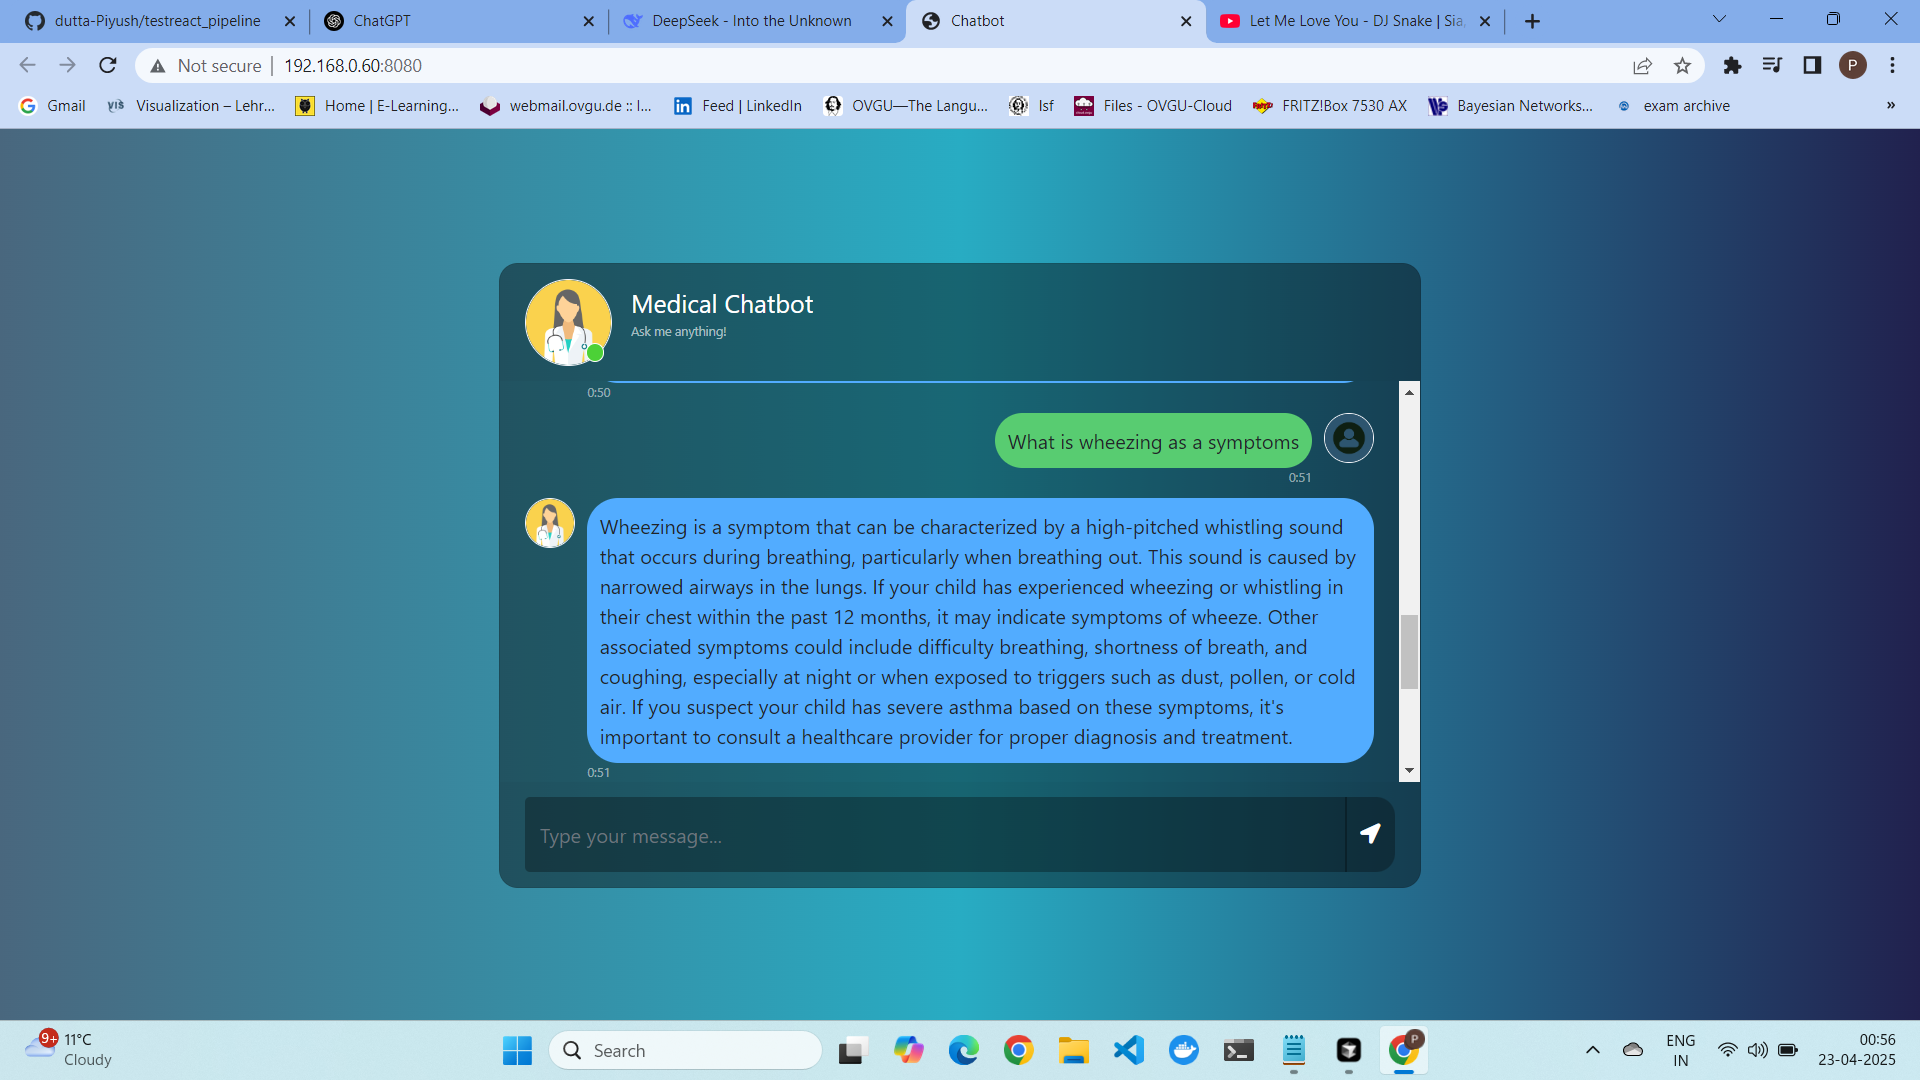 dutta-Piyush/testreact_pipeline
ChatGPT
DeepSeek - Into the Unknown
Chatbot
Let Me Love You - DJ Snake | Sia,
Not secure
192.168.0.60:8080
P
Gmail
Visualization – Lehr...
Home | E-Learning...
webmail.ovgu.de :: I...
Feed | LinkedIn
OVGU—The Langu...
lsf
Files - OVGU-Cloud
FRITZ!Box 7530 AX
Bayesian Networks...
exam archive
»
Medical Chatbot
Ask me anything!
0:50
What is wheezing as a symptoms
0:51
Wheezing is a symptom that can be characterized by a high-pitched whistling sound
that occurs during breathing, particularly when breathing out. This sound is caused by
narrowed airways in the lungs. If your child has experienced wheezing or whistling in
their chest within the past 12 months, it may indicate symptoms of wheeze. Other
associated symptoms could include difficulty breathing, shortness of breath, and
coughing, especially at night or when exposed to triggers such as dust, pollen, or cold
air. If you suspect your child has severe asthma based on these symptoms, it's
important to consult a healthcare provider for proper diagnosis and treatment.
0:51
Type your message...
9+
11°C
Cloudy
Search
P
ENG
IN
00:56
23-04-2025